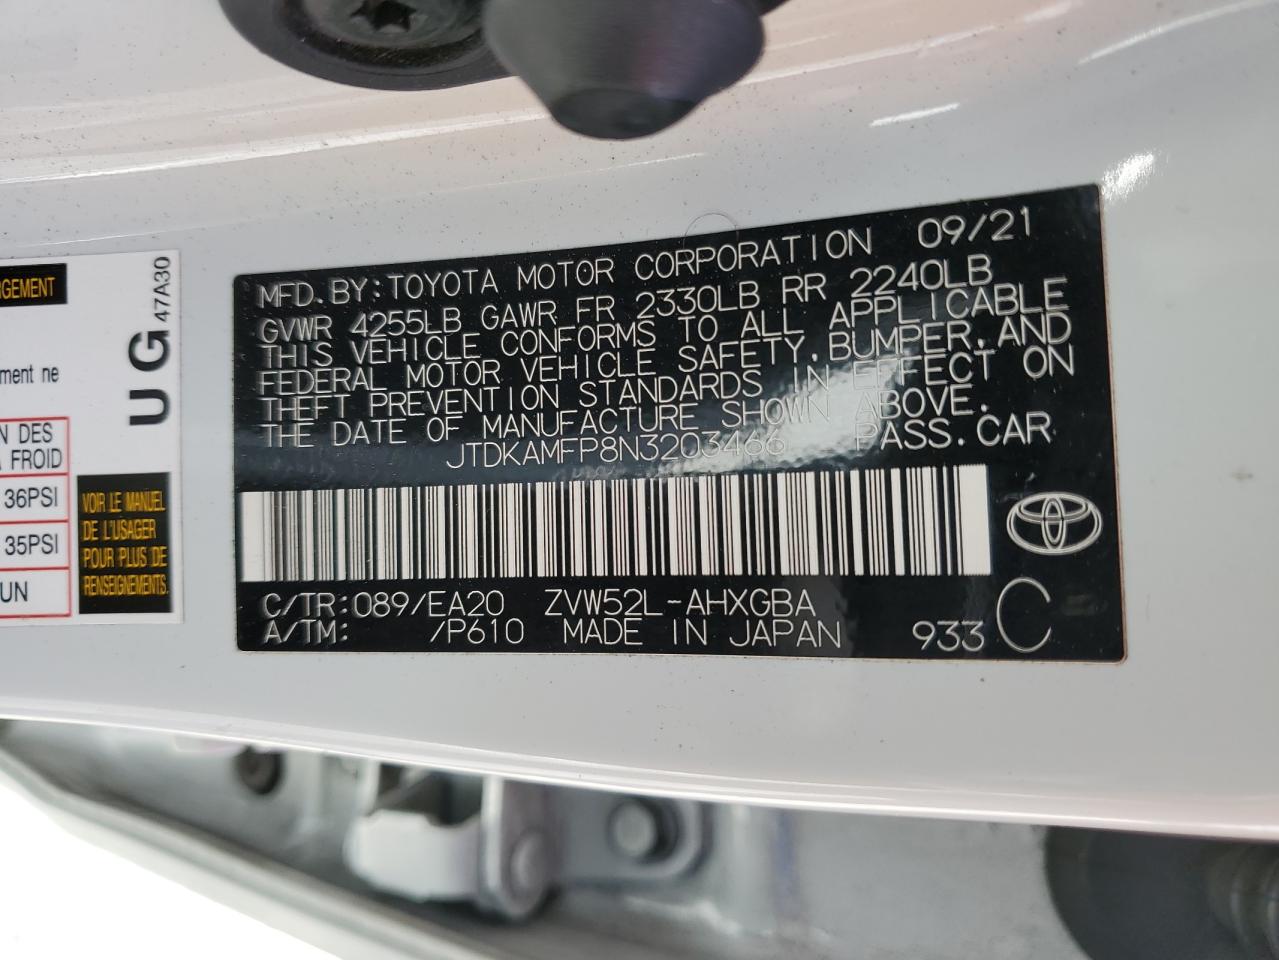 RGEMENT
ment ne
N DES
A FROID
36PSI
35PSI
UN
UG
47A30
VOIR LE MANUEL
DE L'USAGER
POUR PLUS DE
RENSEIGNEMENTS.
MFD.BY:TOYOTA MOTOR CORPORATION 09/21
GVWR 4255LB GAWR FR 2330LB RR 2240LB
THIS VEHICLE CONFORMS TO ALL APPLICABLE
FEDERAL MOTOR VEHICLE SAFETY,BUMPER,AND
THEFT PREVENTION STANDARDS IN EFFECT ON
THE DATE OF MANUFACTURE SHOWN ABOVE.
JTDKAMFP8N3203466 PASS.CAR
C/TR:089/EA20 ZVW52L-AHXGBA
A/TM: /P610 MADE IN JAPAN 933 C